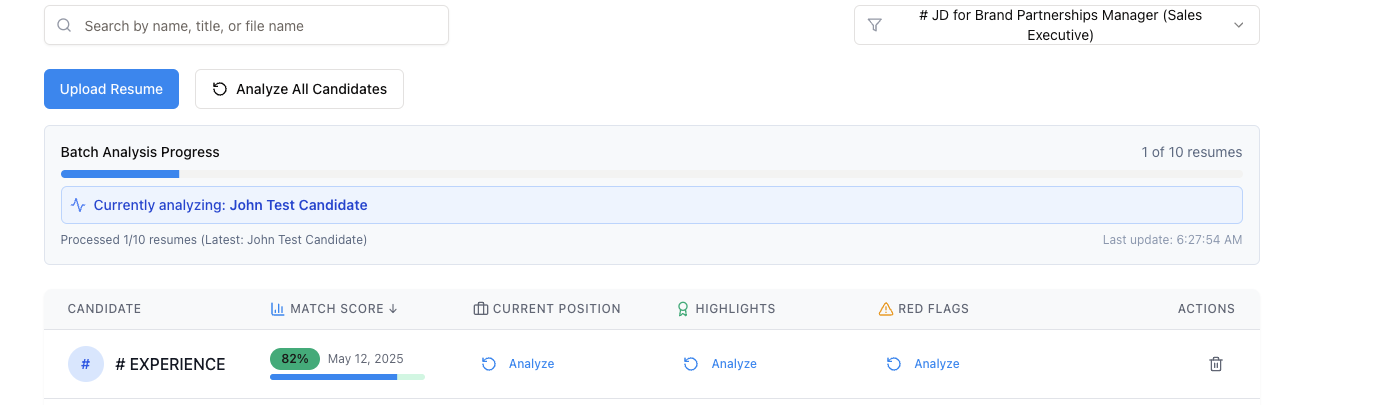 Search by name, title, or file name
# JD for Brand Partnerships Manager (Sales
Executive)
Upload Resume
Analyze All Candidates
Batch Analysis Progress
1 of 10 resumes
Currently analyzing: John Test Candidate
Processed 1/10 resumes (Latest: John Test Candidate)
Last update: 6:27:54 AM
CANDIDATE
MATCH SCORE ↓
CURRENT POSITION
HIGHLIGHTS
RED FLAGS
ACTIONS
#
# EXPERIENCE
82%
May 12, 2025
Analyze
Analyze
Analyze